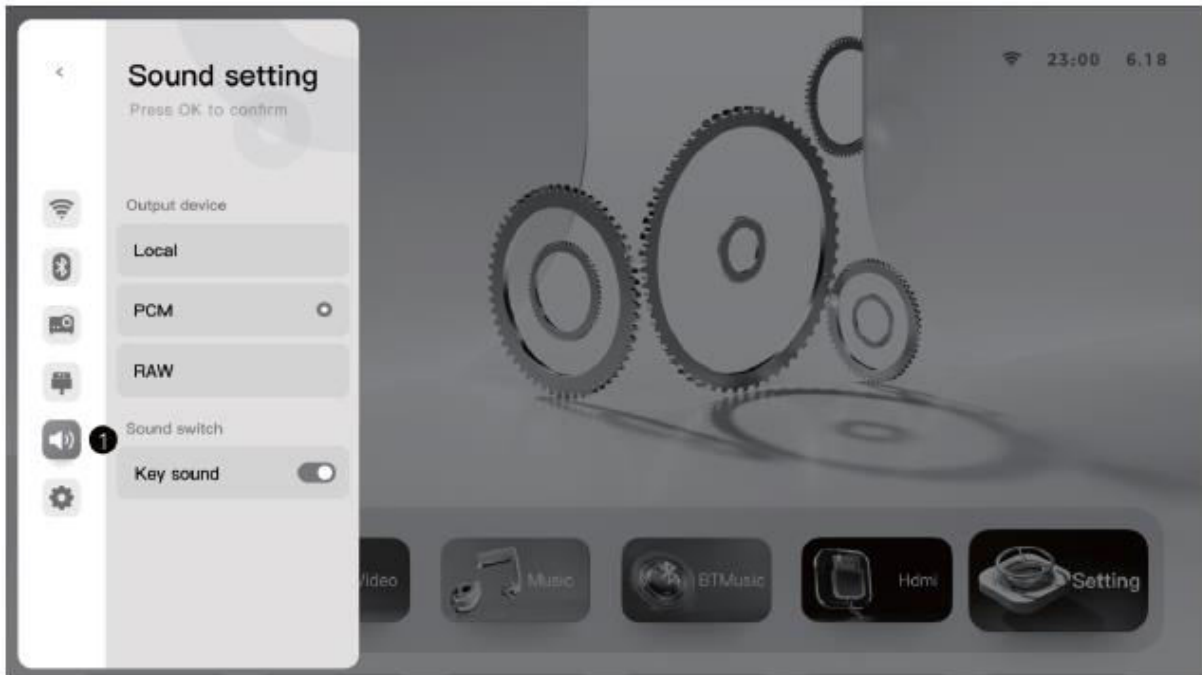 Sound setting
Press OK to confirm
23:00 6.18
Output device
Local
PCM
RAW
Sound switch
1
Key sound
Video
Music
BTMusic
Hdmi
Setting